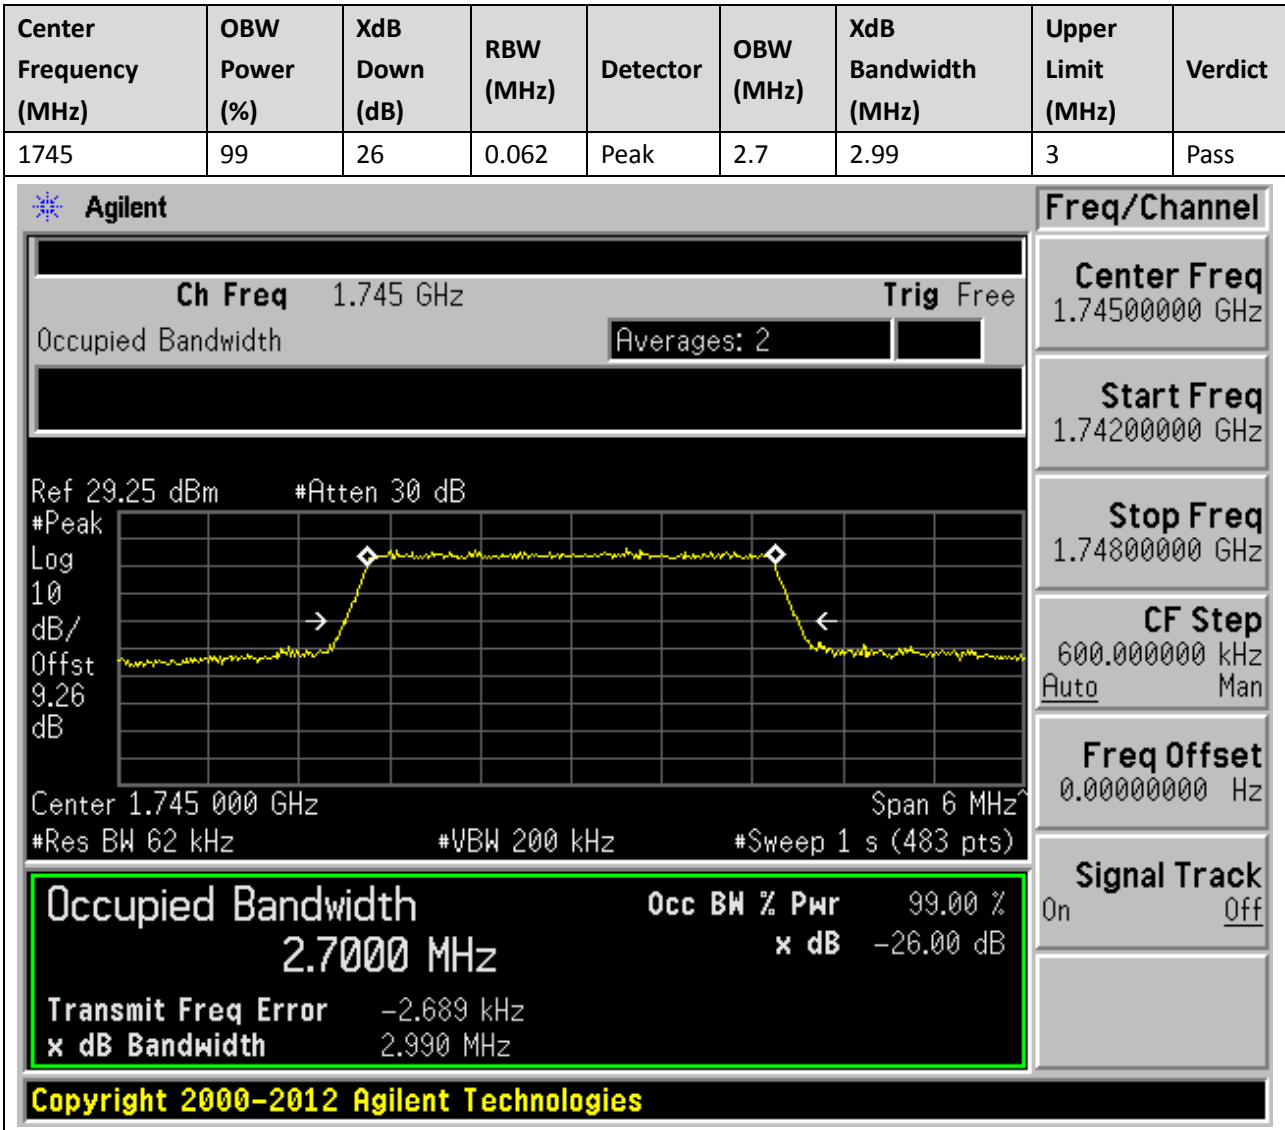 Center Frequency (MHz) OBW Power (%) XdB Down (dB) RBW (MHz) Detector OBW (MHz) XdB Bandwidth (MHz) Upper Limit (MHz) Verdict
1745 99 26 0.062 Peak 2.7 2.99 3 Pass
Agilent
Freq/Channel
Ch Freq 1.745 GHz Trig Free
Occupied Bandwidth Averages: 2
Center Freq
1.74500000 GHz
Start Freq
1.74200000 GHz
Stop Freq
1.74800000 GHz
CF Step
600.000000 kHz
Auto Man
Freq Offset
0.00000000 Hz
Signal Track
On Off
Ref 29.25 dBm #Atten 30 dB
#Peak
Log
10
dB/
Offst
9.26
dB
Center 1.745 000 GHz Span 6 MHz^
#Res BW 62 kHz #VBW 200 kHz #Sweep 1 s (483 pts)
Occupied Bandwidth Occ BW % Pwr 99.00 %
2.7000 MHz x dB -26.00 dB
Transmit Freq Error -2.689 kHz
x dB Bandwidth 2.990 MHz
Copyright 2000-2012 Agilent Technologies